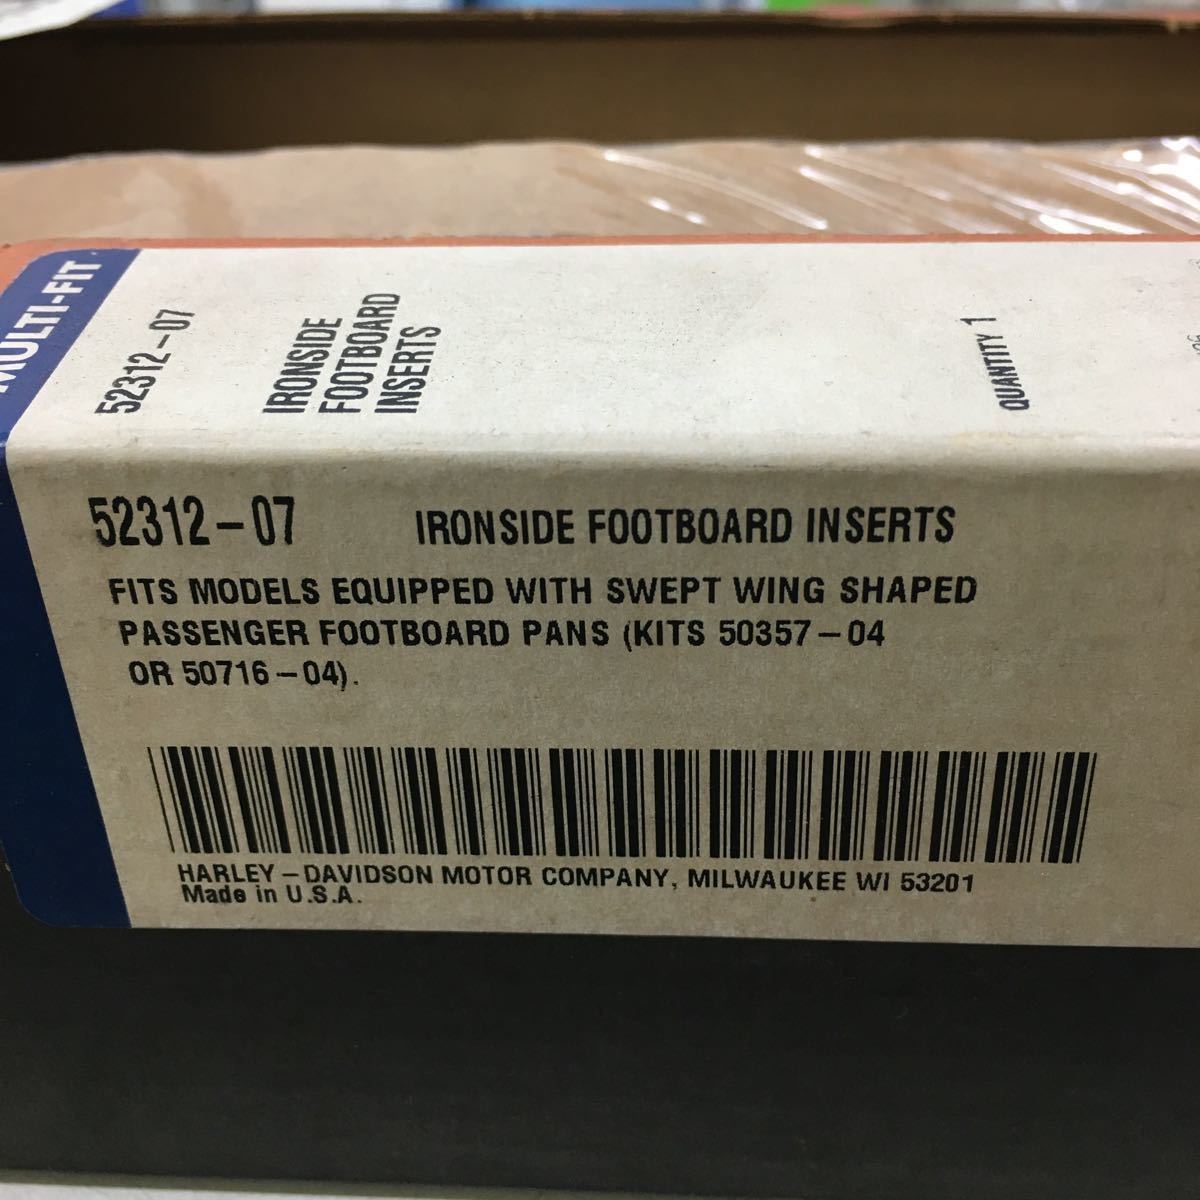 MULTI-FIT
52312-07
IRONSIDE
FOOTBOARD
INSERTS
QUANTITY 1
52312-07 IRONSIDE FOOTBOARD INSERTS
FITS MODELS EQUIPPED WITH SWEPT WING SHAPED
PASSENGER FOOTBOARD PANS (KITS 50357-04
OR 50716-04).
HARLEY-DAVIDSON MOTOR COMPANY, MILWAUKEE WI 53201
Made in U.S.A.